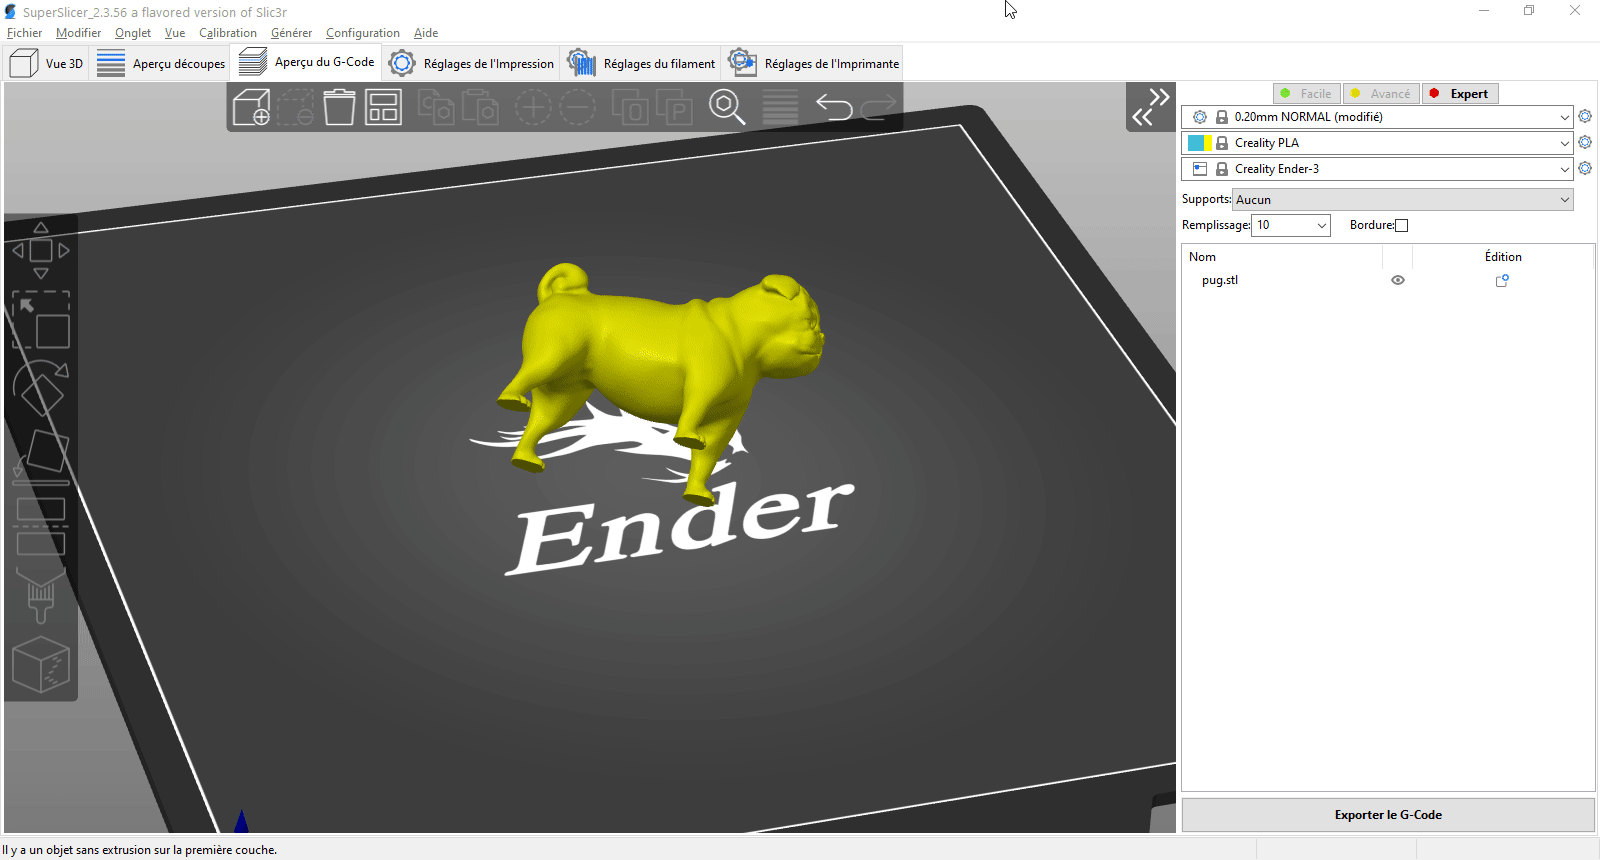 SuperSlicer_2.3.56 a flavored version of Slic3r
Fichier Modifier Onglet Vue Calibration Générer Configuration Aide
Vue 3D Aperçu découpes Aperçu du G-Code Réglages de l'Impression Réglages du filament Réglages de l'Imprimante
Facile Avancé Expert
0.20mm NORMAL (modifié)
Creality PLA
Creality Ender-3
Supports: Aucun
Remplissage: 10 Bordure:
Nom Édition
pug.stl
Ender
Exporter le G-Code
Il y a un objet sans extrusion sur la première couche.